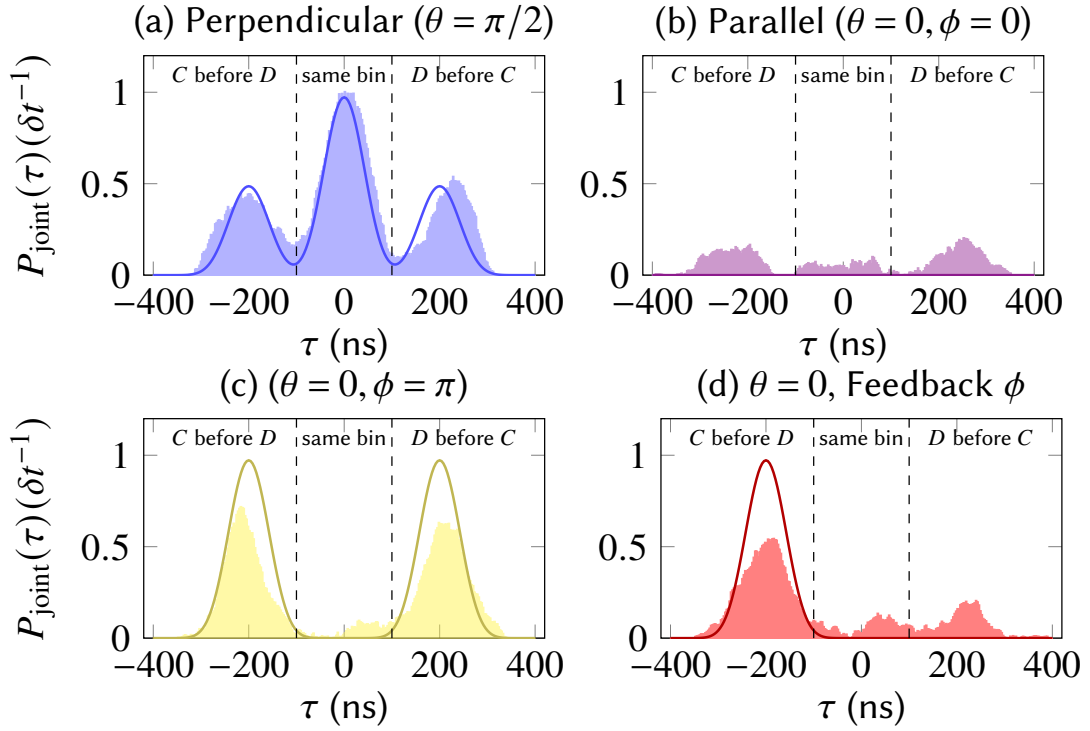 (a) Perpendicular (θ = π/2)
P_joint(τ)(δt⁻¹)
1
0.5
0
C before D
same bin
D before C
−400 −200 0 200 400
τ (ns)
(b) Parallel (θ = 0, ϕ = 0)
1
0.5
0
C before D
same bin
D before C
−400 −200 0 200 400
τ (ns)
(c) (θ = 0, ϕ = π)
P_joint(τ)(δt⁻¹)
1
0.5
0
C before D
same bin
D before C
−400 −200 0 200 400
τ (ns)
(d) θ = 0, Feedback ϕ
1
0.5
0
C before D
same bin
D before C
−400 −200 0 200 400
τ (ns)